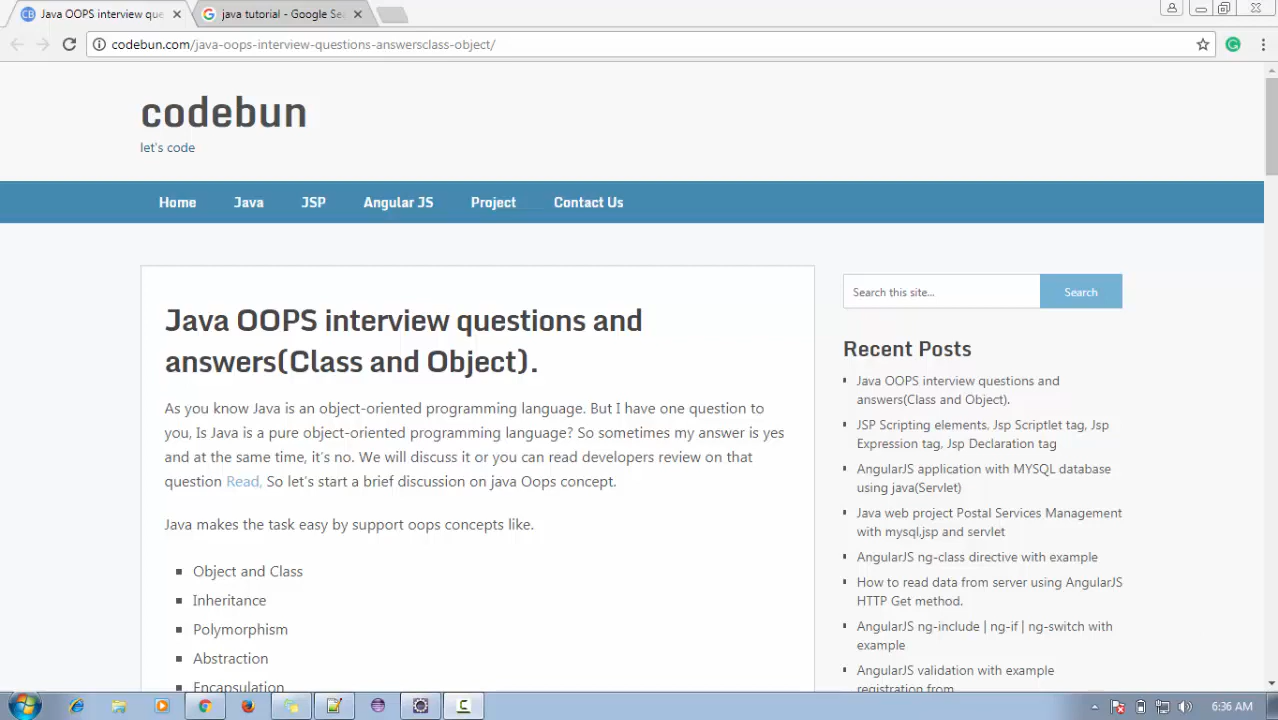 Java OOPS interview que
java tutorial - Google Sea
codebun.com/java-oops-interview-questions-answersclass-object/
codebun
let's code
Home Java JSP Angular JS Project Contact Us
Java OOPS interview questions and
answers(Class and Object).
As you know Java is an object-oriented programming language. But I have one question to
you, Is Java is a pure object-oriented programming language? So sometimes my answer is yes
and at the same time, it's no. We will discuss it or you can read developers review on that
question Read, So let's start a brief discussion on java Oops concept.
Java makes the task easy by support oops concepts like.
Object and Class
Inheritance
Polymorphism
Abstraction
Encapsulation
Search this site...
Search
Recent Posts
Java OOPS interview questions and
answers(Class and Object).
JSP Scripting elements, Jsp Scriptlet tag, Jsp
Expression tag, Jsp Declaration tag
AngularJS application with MYSQL database
using java(Servlet)
Java web project Postal Services Management
with mysql,jsp and servlet
AngularJS ng-class directive with example
How to read data from server using AngularJS
HTTP Get method.
AngularJS ng-include | ng-if | ng-switch with
example
AngularJS validation with example
registration from
6:36 AM